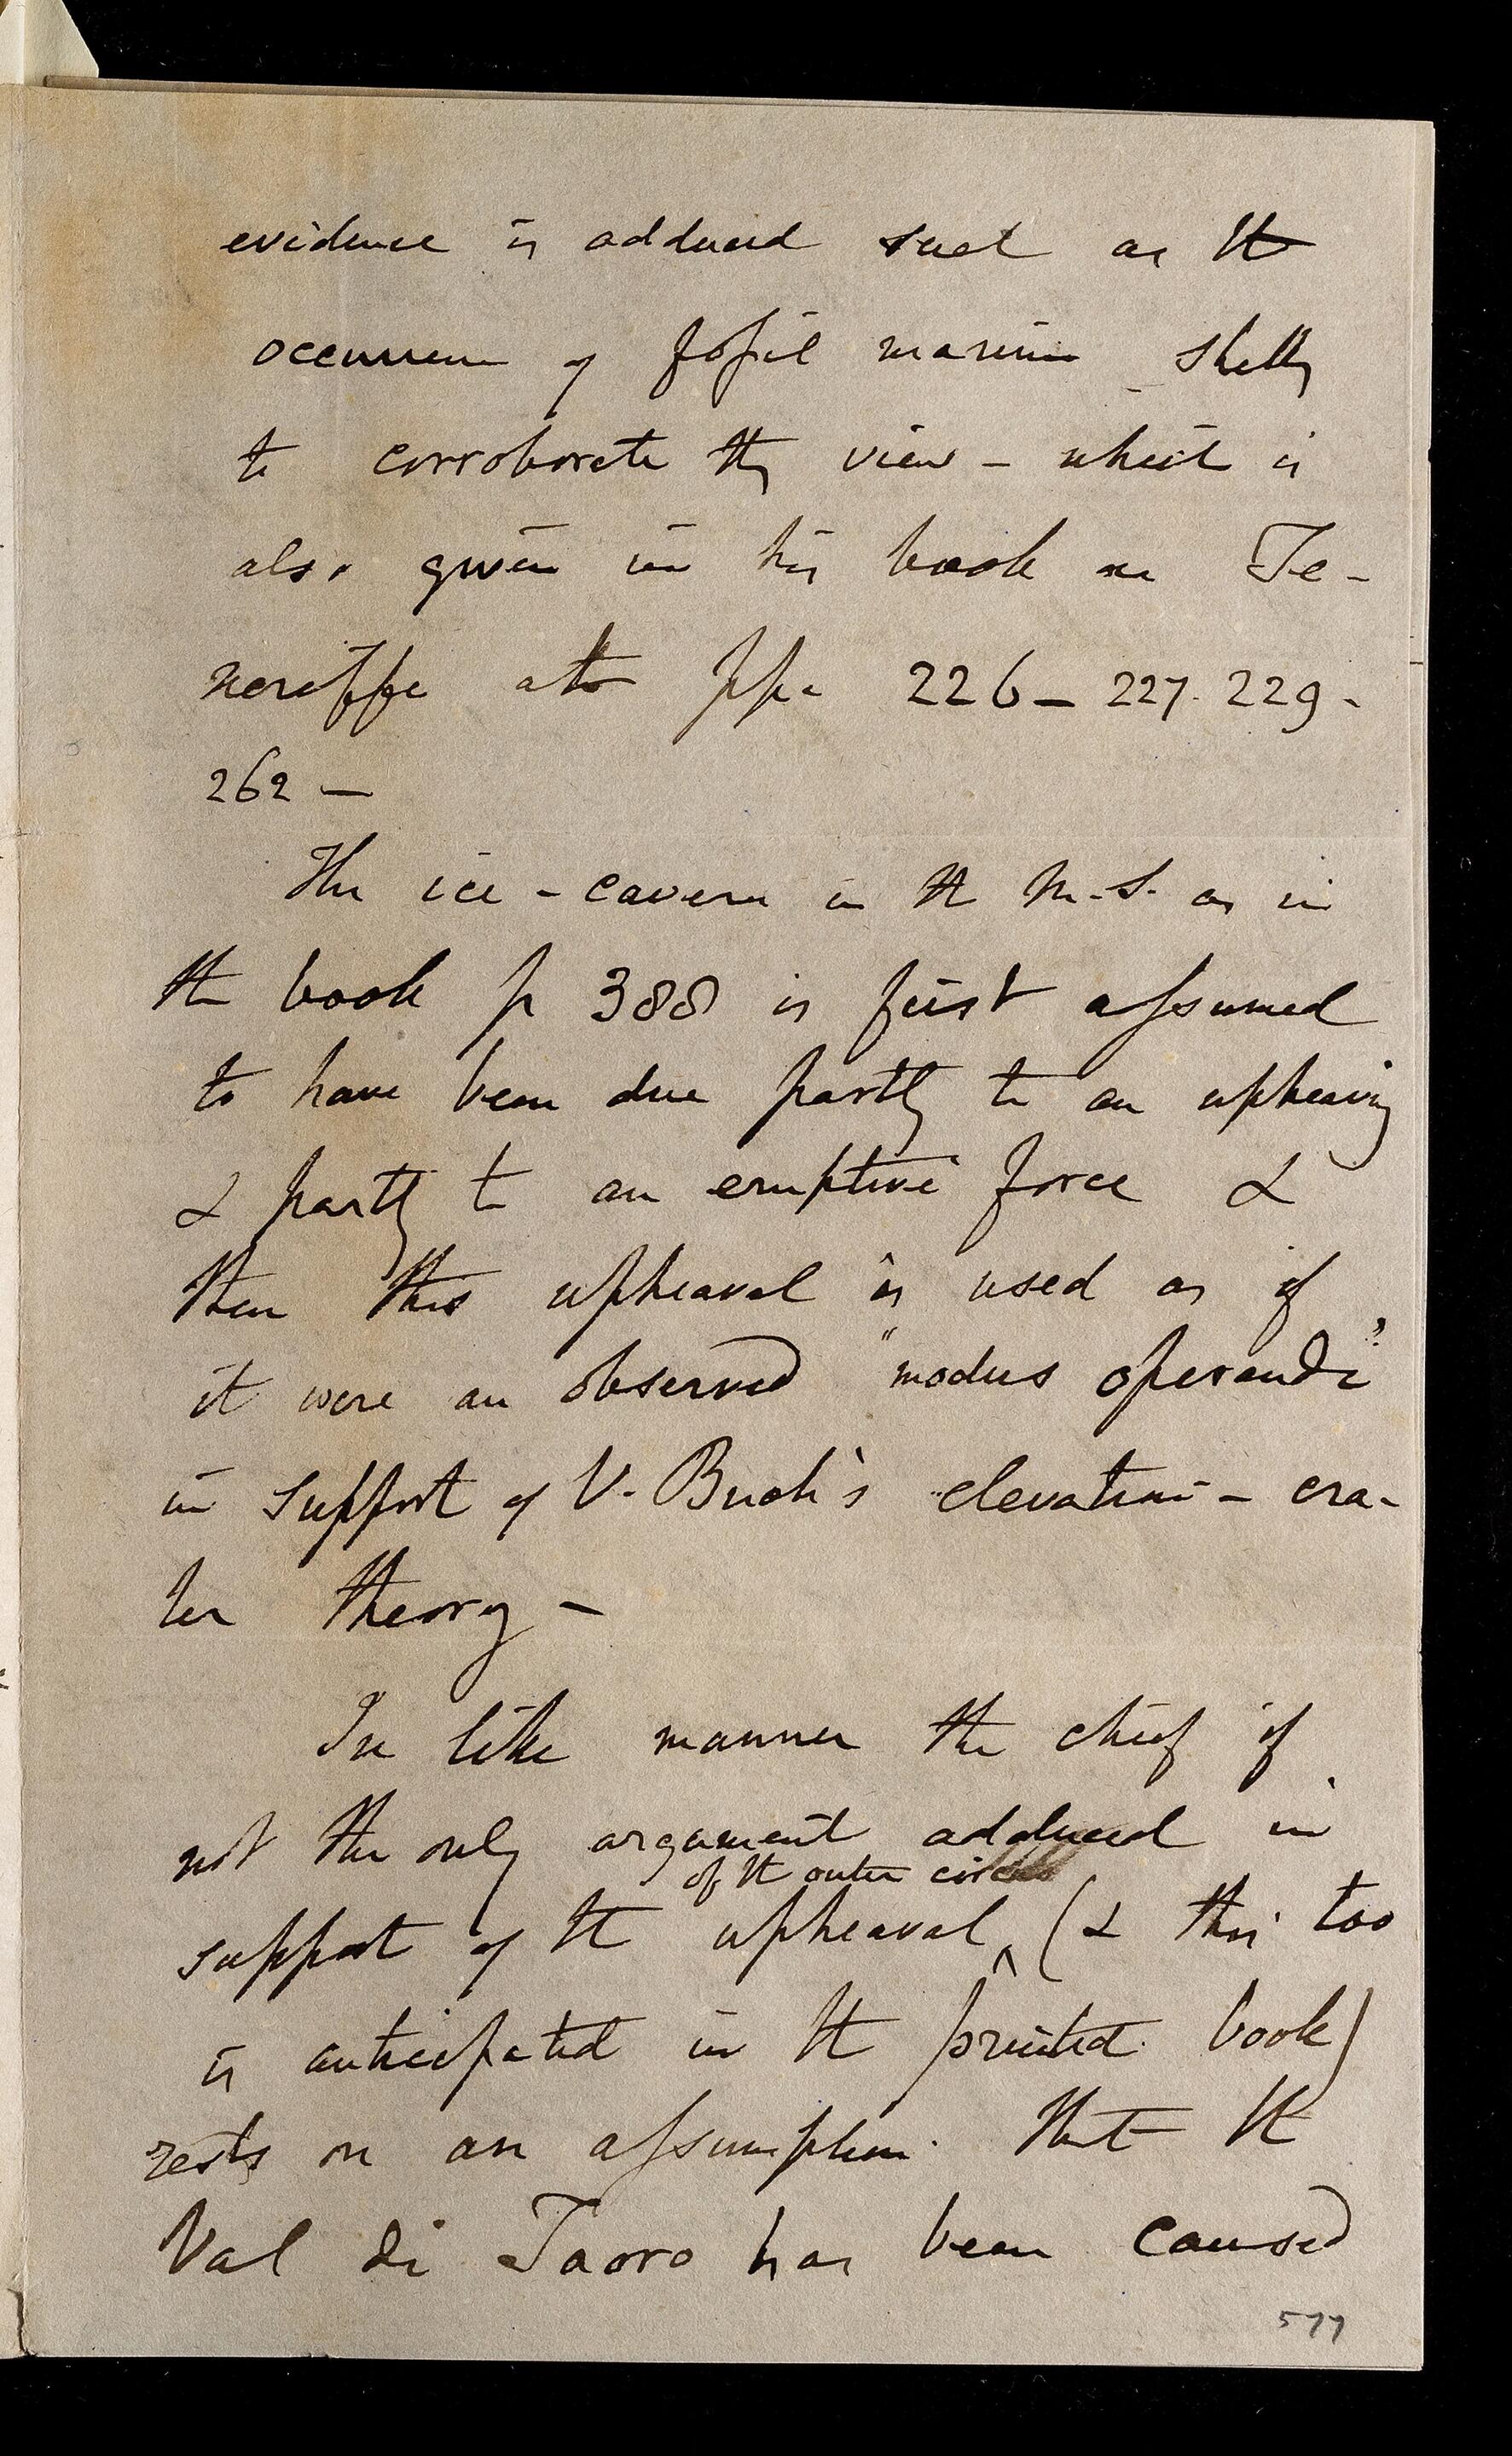 evidence is adduced such as the
occurrence of fossil marine shells
to corroborate this view - which is
also given in his book on Te-
neriffe at pp. 226 - 227. 229 -
262 -
The ice-cavern in the M.S. as in
the book p 388 is first assumed
to have been due partly to an upheaving
& partly to an eruptive force &
then this upheaval is used as if
it were an observed "modus operandi"
in support of V. Buch's elevation-cra-
ter theory -
In like manner the chief if
not the only argument adduced in
of the outer circle
support of the upheaval ^ (& this too
is anticipated in the printed book)
rests on an assumption that the
Val di Taoro has been caused
577